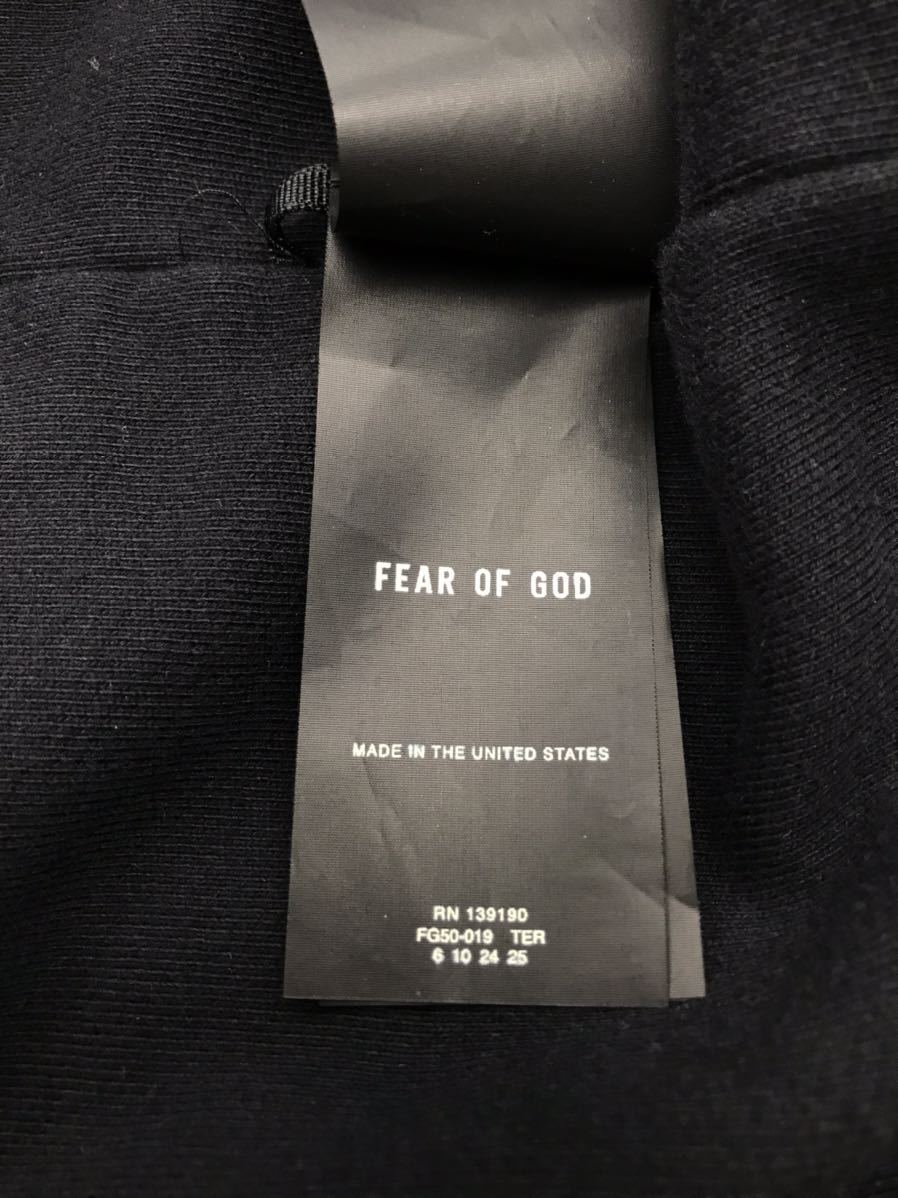 FEAR OF GOD
MADE IN THE UNITED STATES
RN 139190
FG50-019 TER
6 10 24 25